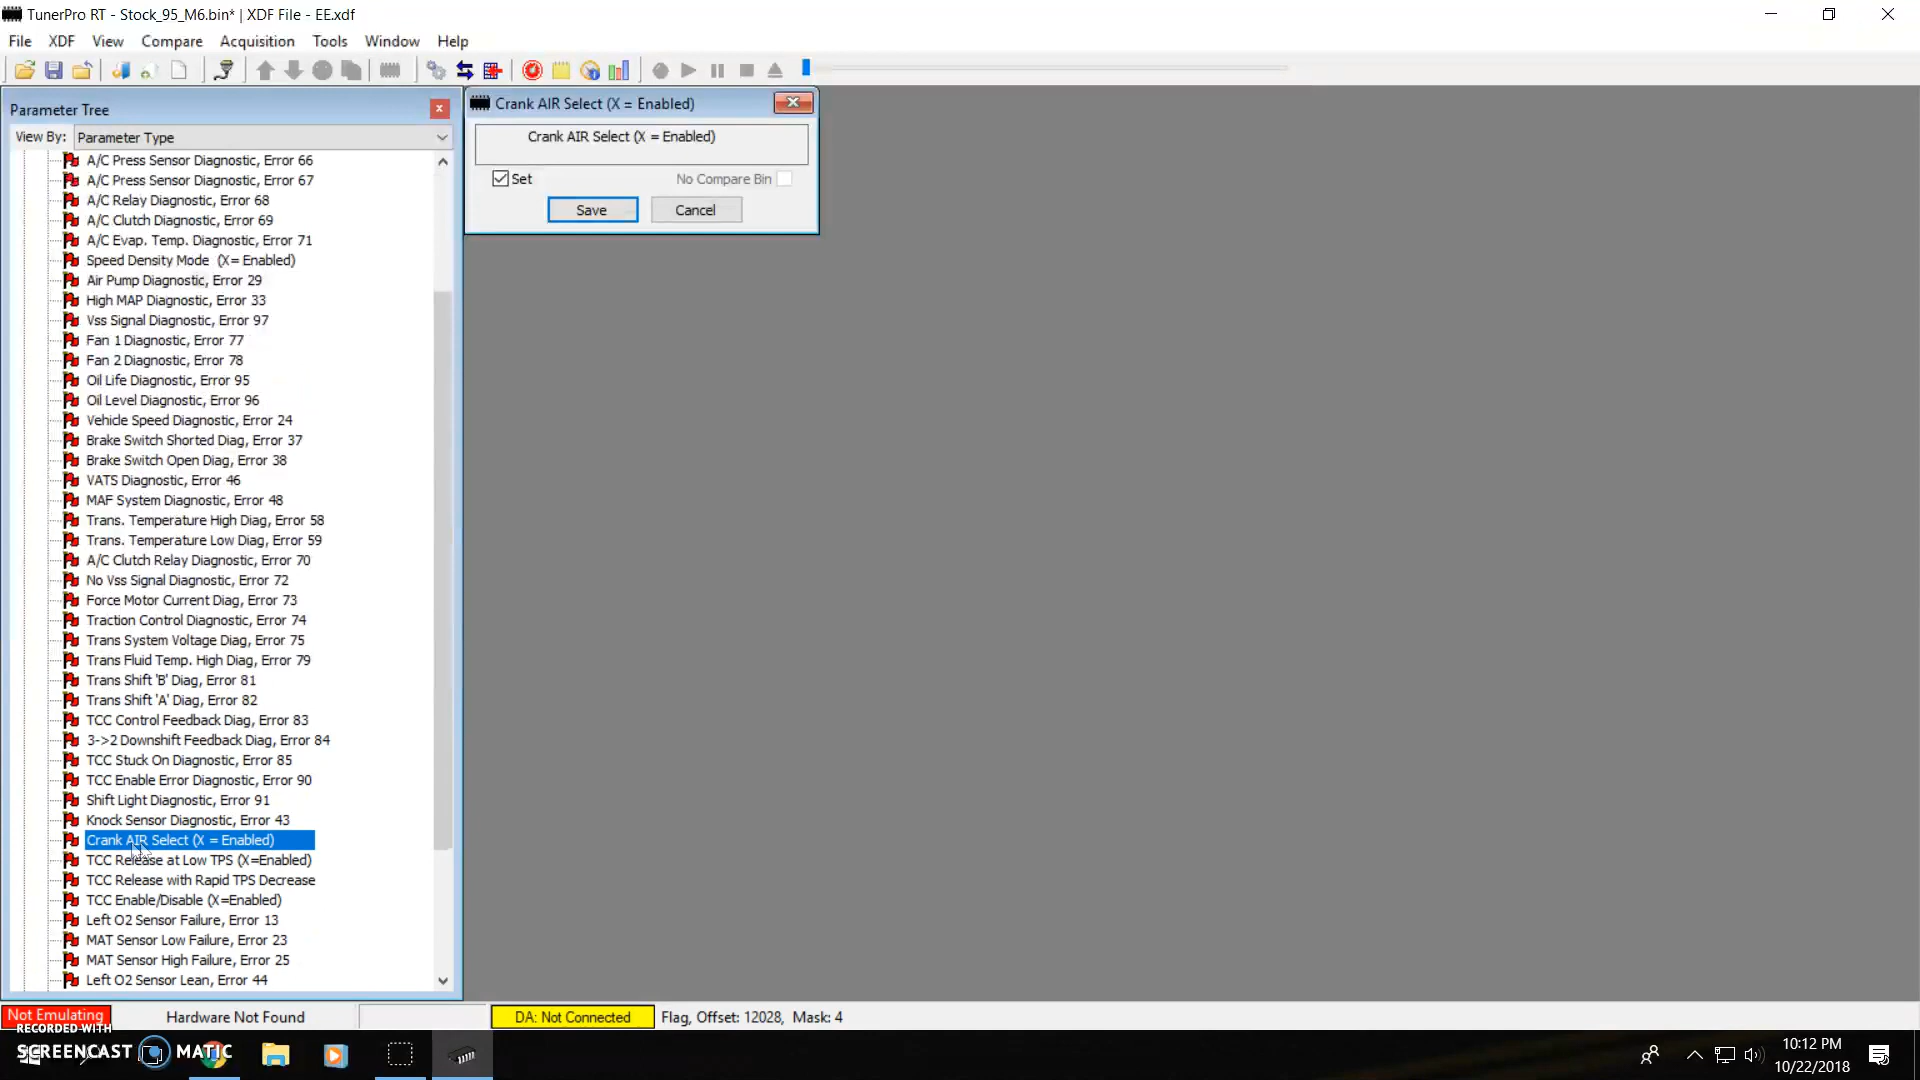 TunerPro RT - Stock_95_M6.bin* | XDF File - EE.xdf
File XDF View Compare Acquisition Tools Window Help
Parameter Tree
View By: Parameter Type
A/C Press Sensor Diagnostic, Error 66
A/C Press Sensor Diagnostic, Error 67
A/C Relay Diagnostic, Error 68
A/C Clutch Diagnostic, Error 69
A/C Evap. Temp. Diagnostic, Error 71
Speed Density Mode (X= Enabled)
Air Pump Diagnostic, Error 29
High MAP Diagnostic, Error 33
Vss Signal Diagnostic, Error 97
Fan 1 Diagnostic, Error 77
Fan 2 Diagnostic, Error 78
Oil Life Diagnostic, Error 95
Oil Level Diagnostic, Error 96
Vehicle Speed Diagnostic, Error 24
Brake Switch Shorted Diag, Error 37
Brake Switch Open Diag, Error 38
VATS Diagnostic, Error 46
MAF System Diagnostic, Error 48
Trans. Temperature High Diag, Error 58
Trans. Temperature Low Diag, Error 59
A/C Clutch Relay Diagnostic, Error 70
No Vss Signal Diagnostic, Error 72
Force Motor Current Diag, Error 73
Traction Control Diagnostic, Error 74
Trans System Voltage Diag, Error 75
Trans Fluid Temp. High Diag, Error 79
Trans Shift 'B' Diag, Error 81
Trans Shift 'A' Diag, Error 82
TCC Control Feedback Diag, Error 83
3->2 Downshift Feedback Diag, Error 84
TCC Stuck On Diagnostic, Error 85
TCC Enable Error Diagnostic, Error 90
Shift Light Diagnostic, Error 91
Knock Sensor Diagnostic, Error 43
Crank AIR Select (X = Enabled)
TCC Release at Low TPS (X=Enabled)
TCC Release with Rapid TPS Decrease
TCC Enable/Disable (X=Enabled)
Left O2 Sensor Failure, Error 13
MAT Sensor Low Failure, Error 23
MAT Sensor High Failure, Error 25
Left O2 Sensor Lean, Error 44
Crank AIR Select (X = Enabled)
Crank AIR Select (X = Enabled)
Set No Compare Bin
Save Cancel
Not Emulating Hardware Not Found DA: Not Connected Flag, Offset: 12028, Mask: 4
RECORDED WITH
SCREENCAST MATIC
10:12 PM
10/22/2018